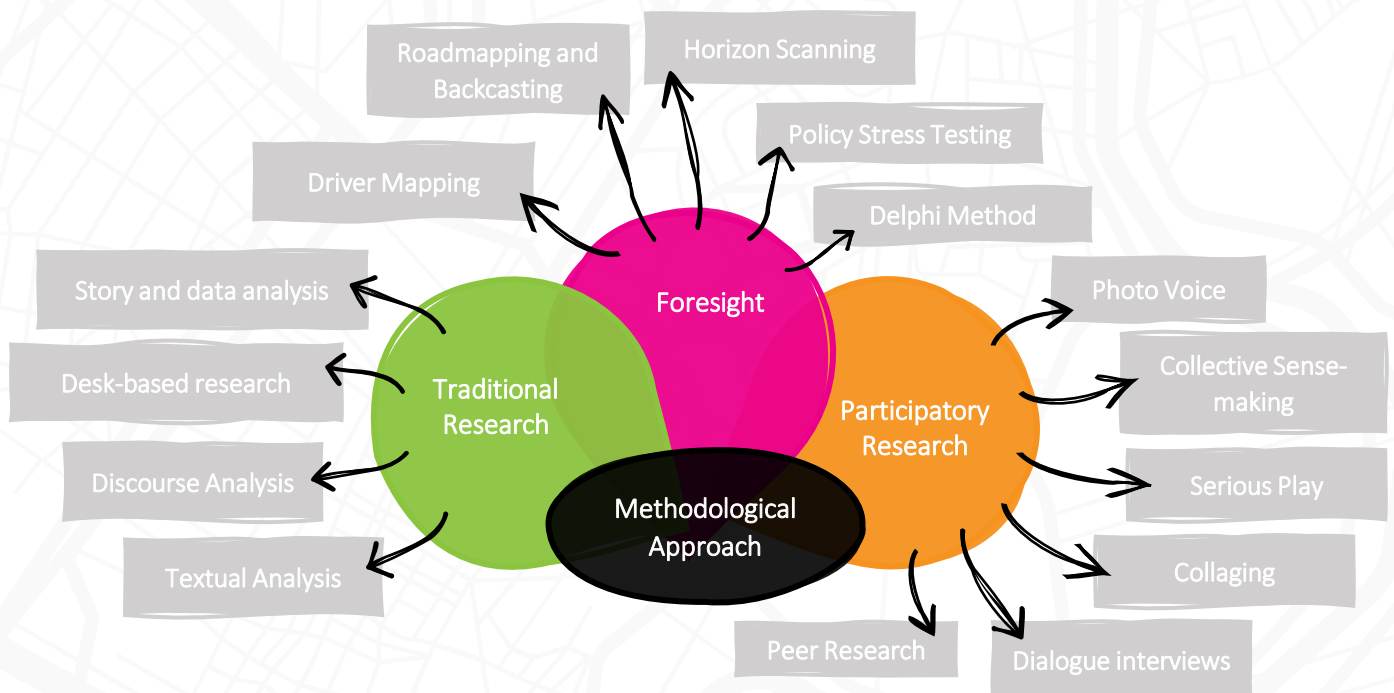 Roadmapping and
Backcasting
Horizon Scanning
Policy Stress Testing
Driver Mapping
Delphi Method
Story and data analysis
Foresight
Photo Voice
Desk-based research
Traditional
Research
Participatory
Research
Collective Sense-
making
Discourse Analysis
Serious Play
Methodological
Approach
Textual Analysis
Collaging
Peer Research
Dialogue interviews